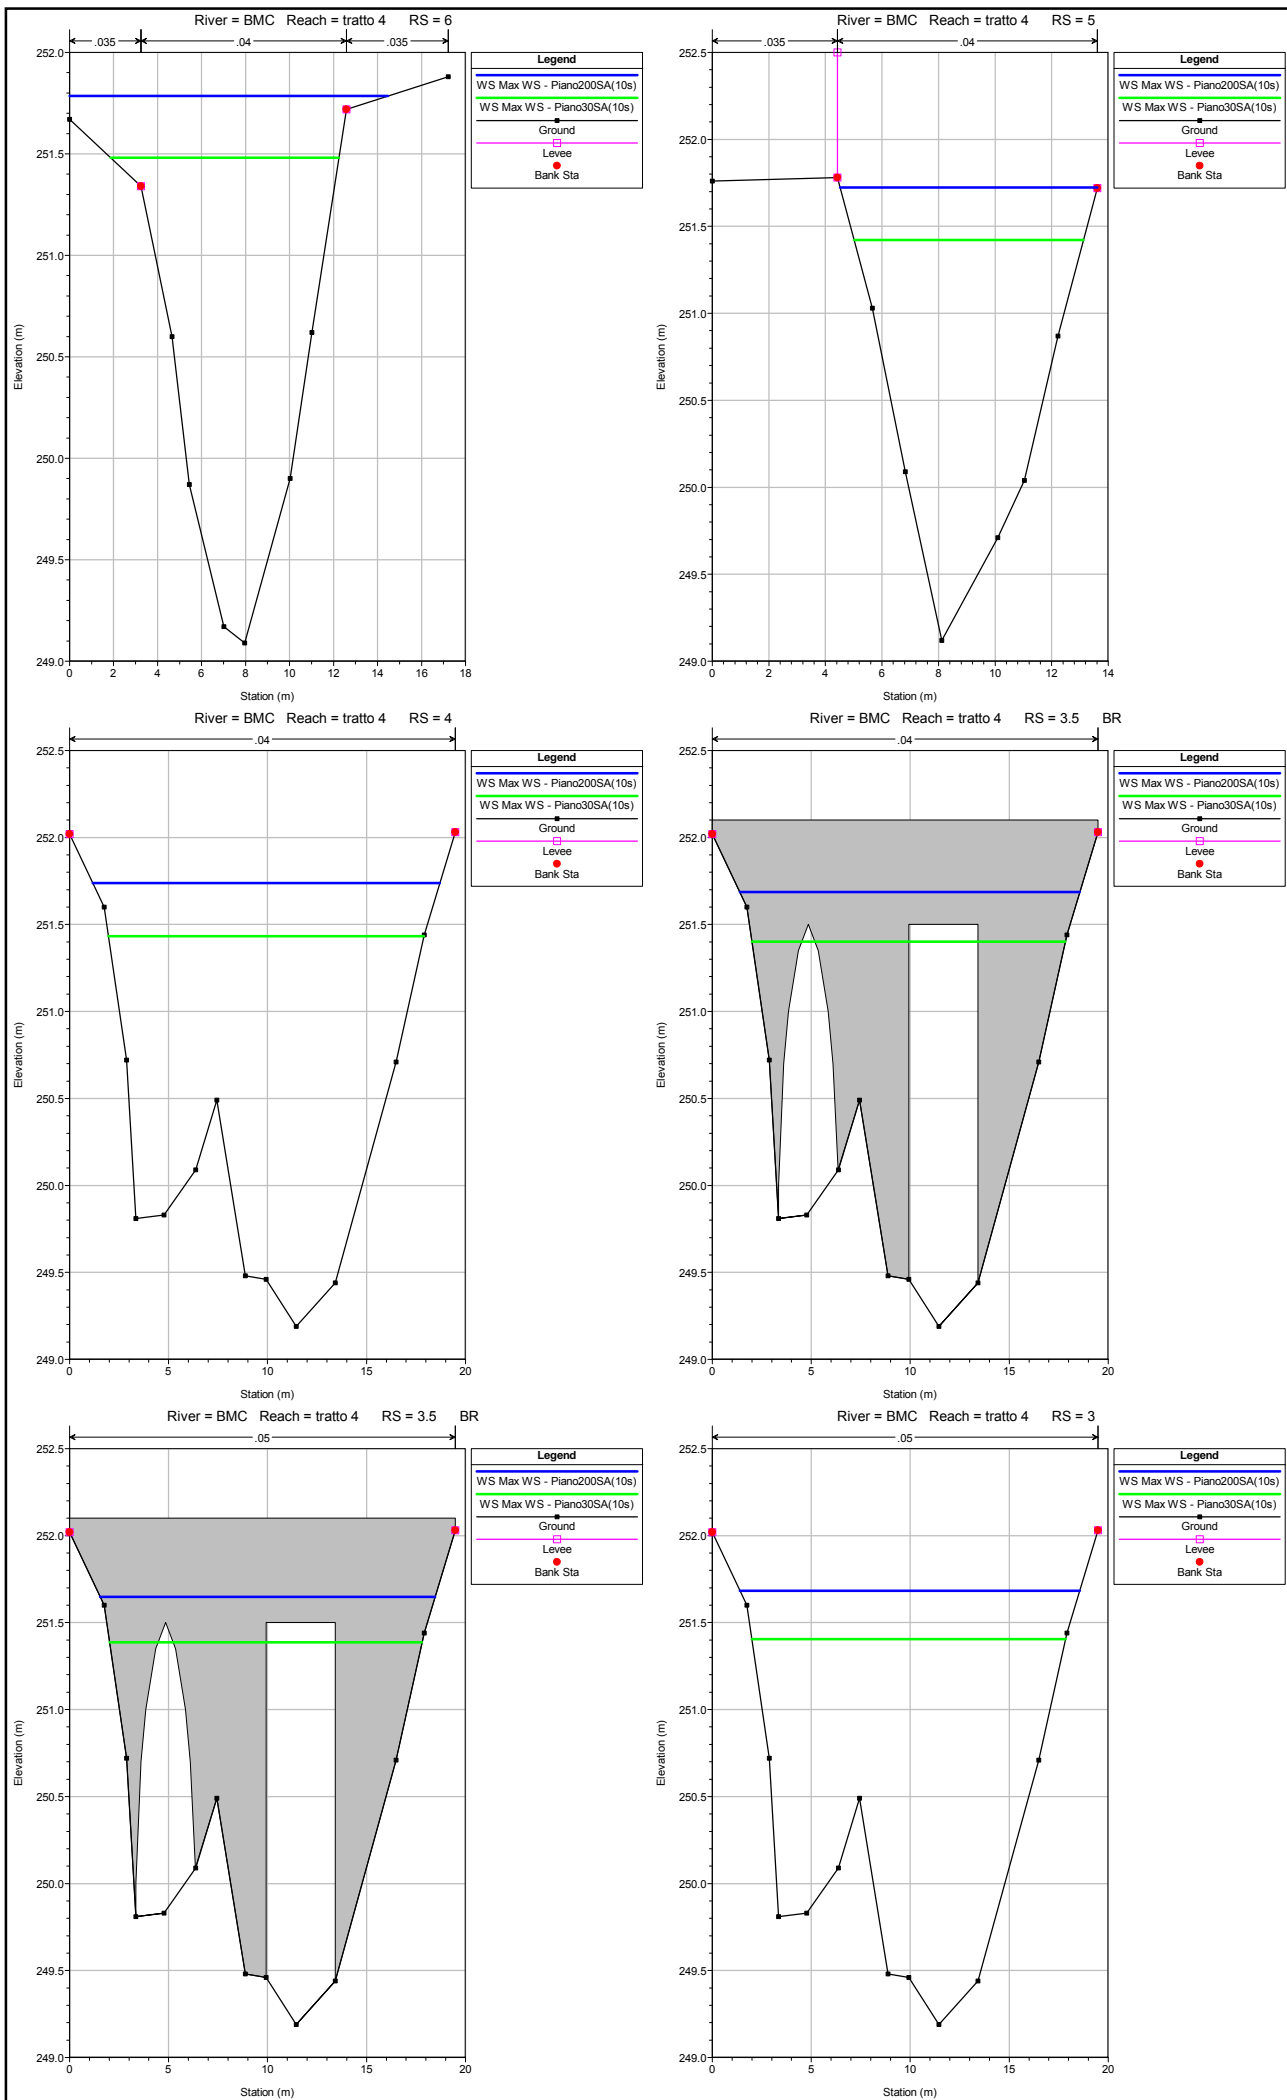 River = BMC   Reach = tratto 4      RS = 6
.035
.04
.035
252.0
251.5
251.0
250.5
250.0
249.5
249.0
Elevation (m)
0 2 4 6 8 10 12 14 16 18
Station (m)
Legend
WS Max WS - Piano200SA(10s)
WS Max WS - Piano30SA(10s)
Ground
Levee
Bank Sta
River = BMC   Reach = tratto 4      RS = 5
.035
.04
252.5
252.0
251.5
251.0
250.5
250.0
249.5
249.0
Elevation (m)
0 2 4 6 8 10 12 14
Station (m)
Legend
WS Max WS - Piano200SA(10s)
WS Max WS - Piano30SA(10s)
Ground
Levee
Bank Sta
River = BMC   Reach = tratto 4      RS = 4
.04
252.5
252.0
251.5
251.0
250.5
250.0
249.5
249.0
Elevation (m)
0 5 10 15 20
Station (m)
Legend
WS Max WS - Piano200SA(10s)
WS Max WS - Piano30SA(10s)
Ground
Levee
Bank Sta
River = BMC   Reach = tratto 4      RS = 3.5      BR
.04
252.5
252.0
251.5
251.0
250.5
250.0
249.5
249.0
Elevation (m)
0 5 10 15 20
Station (m)
Legend
WS Max WS - Piano200SA(10s)
WS Max WS - Piano30SA(10s)
Ground
Levee
Bank Sta
River = BMC   Reach = tratto 4      RS = 3.5      BR
.05
252.5
252.0
251.5
251.0
250.5
250.0
249.5
249.0
Elevation (m)
0 5 10 15 20
Station (m)
Legend
WS Max WS - Piano200SA(10s)
WS Max WS - Piano30SA(10s)
Ground
Levee
Bank Sta
River = BMC   Reach = tratto 4      RS = 3
.05
252.5
252.0
251.5
251.0
250.5
250.0
249.5
249.0
Elevation (m)
0 5 10 15 20
Station (m)
Legend
WS Max WS - Piano200SA(10s)
WS Max WS - Piano30SA(10s)
Ground
Levee
Bank Sta